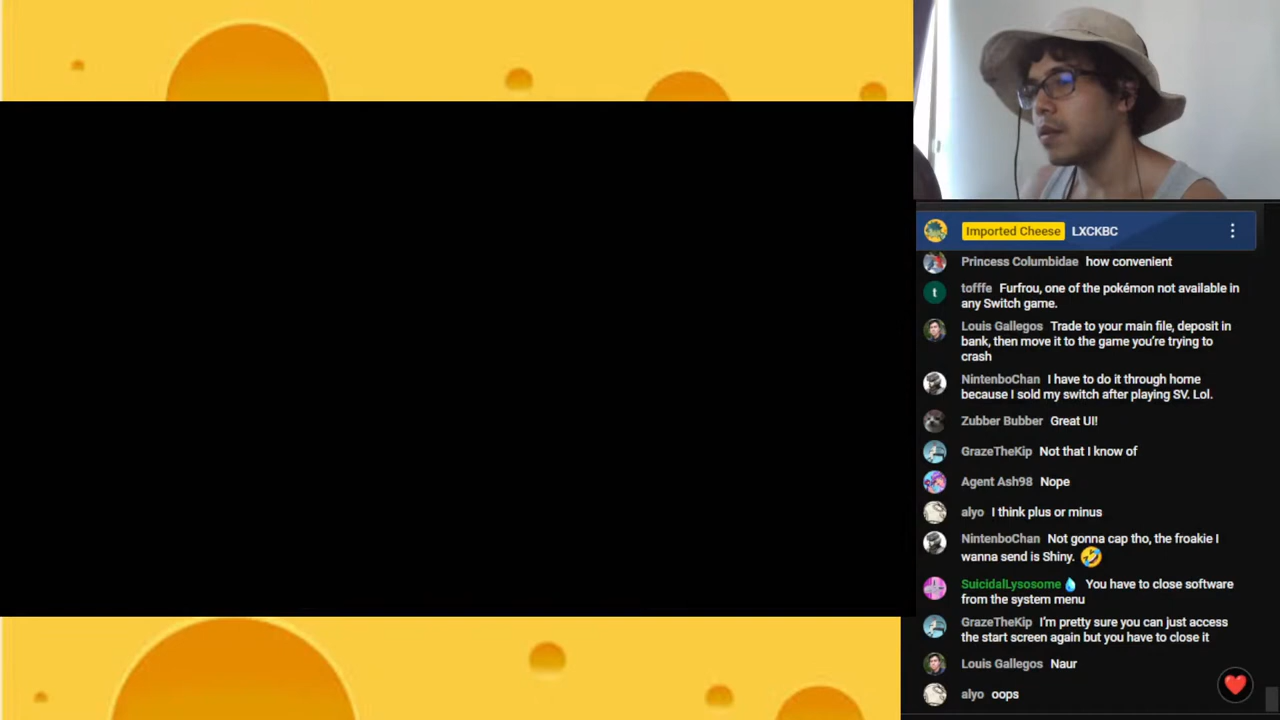 Imported Cheese LXCKBC
Princess Columbidae how convenient
t tofffe Furfrou, one of the pokémon not available in
any Switch game.
Louis Gallegos Trade to your main file, deposit in
bank, then move it to the game you're trying to
crash
NintenboChan I have to do it through home
because I sold my switch after playing SV. Lol.
Zubber Bubber Great UI!
GrazeTheKip Not that I know of
Agent Ash98 Nope
alyo I think plus or minus
NintenboChan Not gonna cap tho, the froakie I
wanna send is Shiny. 🤣
SuicidalLysosome 💧 You have to close software
from the system menu
GrazeTheKip I'm pretty sure you can just access
the start screen again but you have to close it
Louis Gallegos Naur
alyo oops